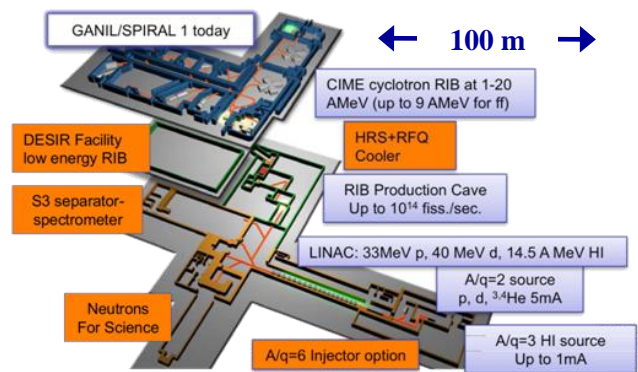 GANIL/SPIRAL 1 today
100 m
CIME cyclotron RIB at 1-20
AMeV (up to 9 AMeV for ff)
DESIR Facility
low energy RIB
HRS+RFQ
Cooler
S3 separator-
spectrometer
RIB Production Cave
Up to 10¹⁴ fiss./sec.
LINAC: 33MeV p, 40 MeV d, 14.5 A MeV HI
A/q=2 source
p, d, ³,⁴He 5mA
Neutrons
For Science
A/q=3 HI source
Up to 1mA
A/q=6 Injector option